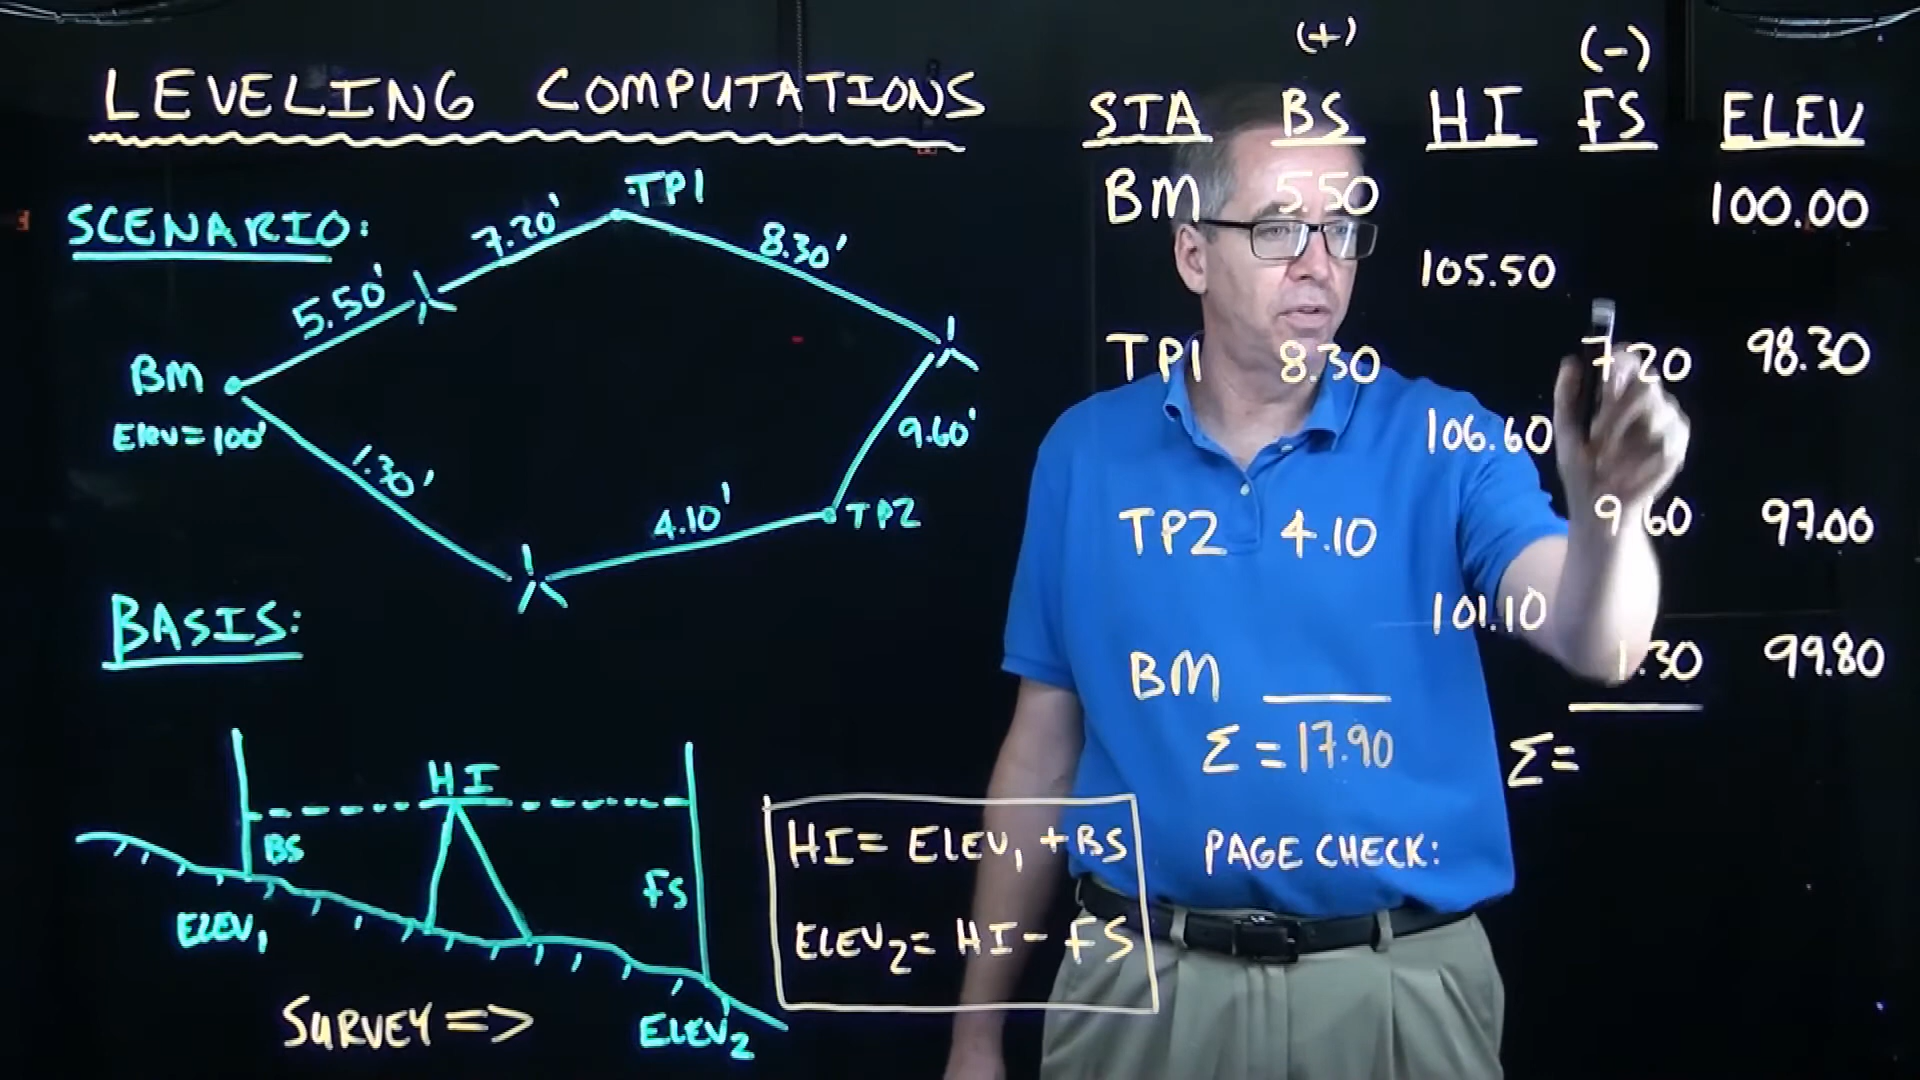 LEVELING COMPUTATIONS
SCENARIO:
TP1
7.20'
8.30'
5.50'
BM
Elev=100'
9.60'
1.30'
4.10'
TP2
BASIS:
HI
BS
FS
ELEV1
ELEV2
SURVEY =>
HI= ELEV1 +BS
ELEV2= HI- FS
(+) (-)
STA BS HI FS ELEV
BM 5.50 100.00
105.50
TP1 8.30 7.20 98.30
106.60
TP2 4.10 9.60 97.00
101.10
BM 1.30 99.80
Σ =17.90 Σ=
PAGE CHECK: